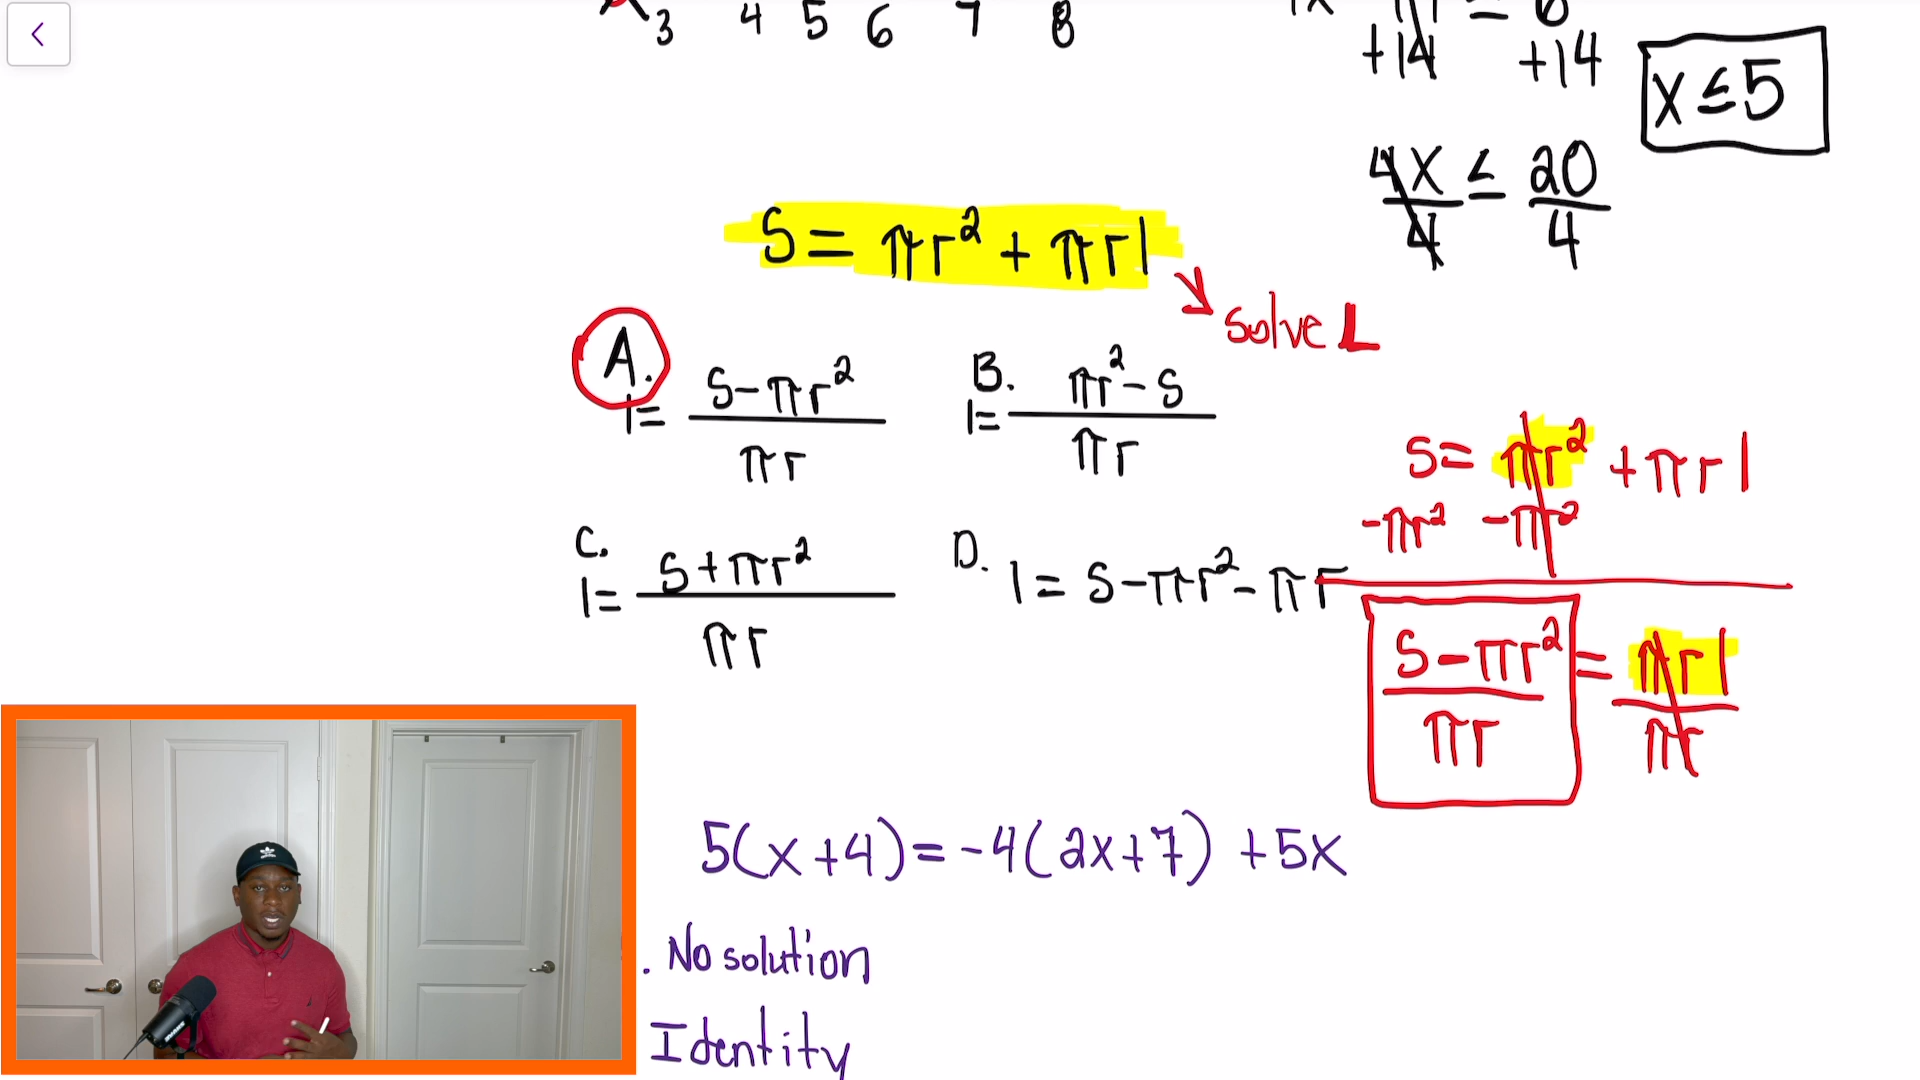 3 4 5 6 7 8
+14 +14
x ≤ 5
4x ≤ 20
4 4
S = πr² + πrl
solve L
A.
l = S - πr²
πr
B.
l = πr² - S
πr
S = πr² + πrl
-πr² -πr²
C.
l = S + πr²
πr
D. l = S - πr² - πr
S - πr² = πrl
πr πr
5(x+4) = -4(2x+7) +5x
. No solution
Identity